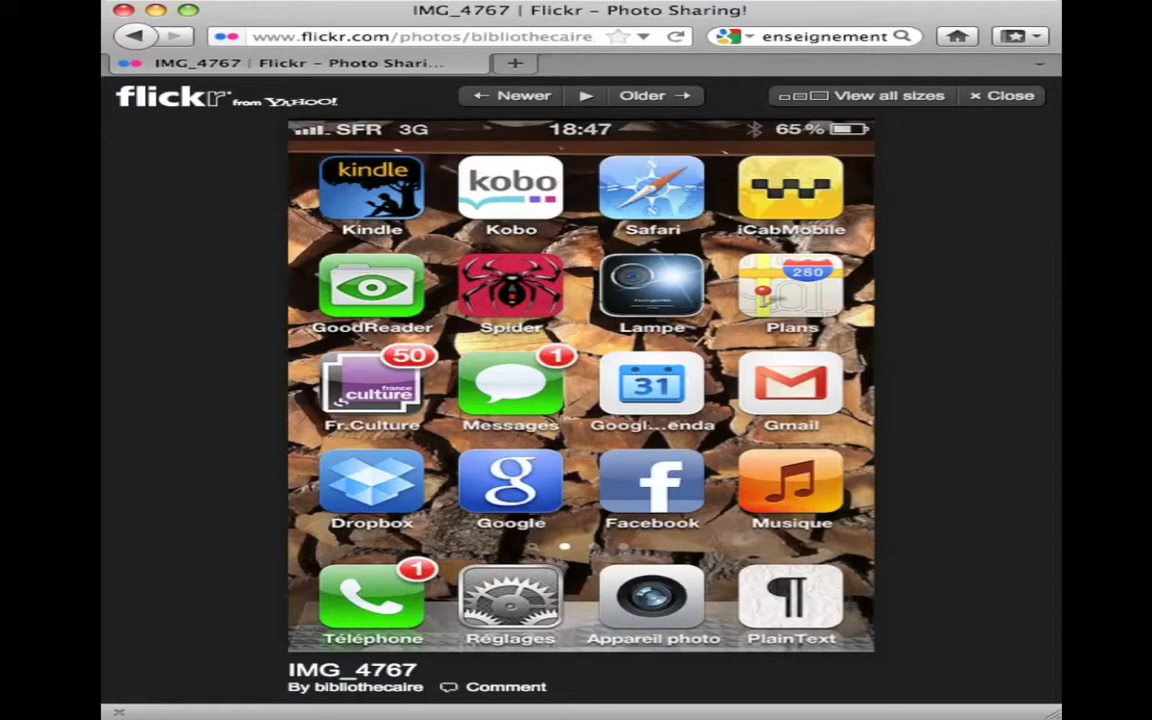 IMG_4767 | Flickr – Photo Sharing!
www.flickr.com/photos/bibliothecaire_
enseignement
IMG_4767 | Flickr – Photo Shari...
flickr from YAHOO!
← Newer
Older →
View all sizes
× Close
SFR 3G 18:47 65%
kindle
kobo
Kindle Kobo Safari iCabMobile
280
GoodReader Spider Lampe Plans
50
1
france
culture
31
Fr.Culture Messages Googl...enda Gmail
g
f
Dropbox Google Facebook Musique
1
¶
Téléphone Réglages Appareil photo PlainText
IMG_4767
By bibliothecaire Comment